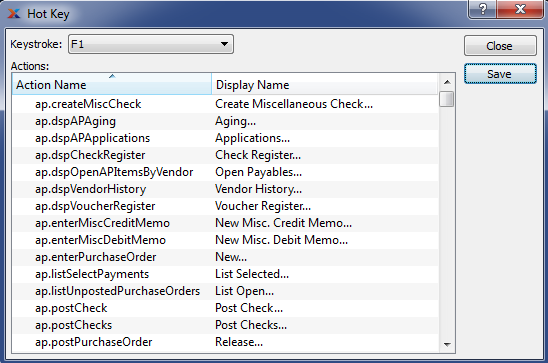 Hot Key
Keystroke: F1
Close
Save
Actions:
Action Name Display Name
ap.createMiscCheck Create Miscellaneous Check...
ap.dspAPAging Aging...
ap.dspAPApplications Applications...
ap.dspCheckRegister Check Register...
ap.dspOpenAPItemsByVendor Open Payables...
ap.dspVendorHistory Vendor History...
ap.dspVoucherRegister Voucher Register...
ap.enterMiscCreditMemo New Misc. Credit Memo...
ap.enterMiscDebitMemo New Misc. Debit Memo...
ap.enterPurchaseOrder New...
ap.listSelectPayments List Selected...
ap.listUnpostedPurchaseOrders List Open...
ap.postCheck Post Check...
ap.postChecks Post Checks...
ap.postPurchaseOrder Release...